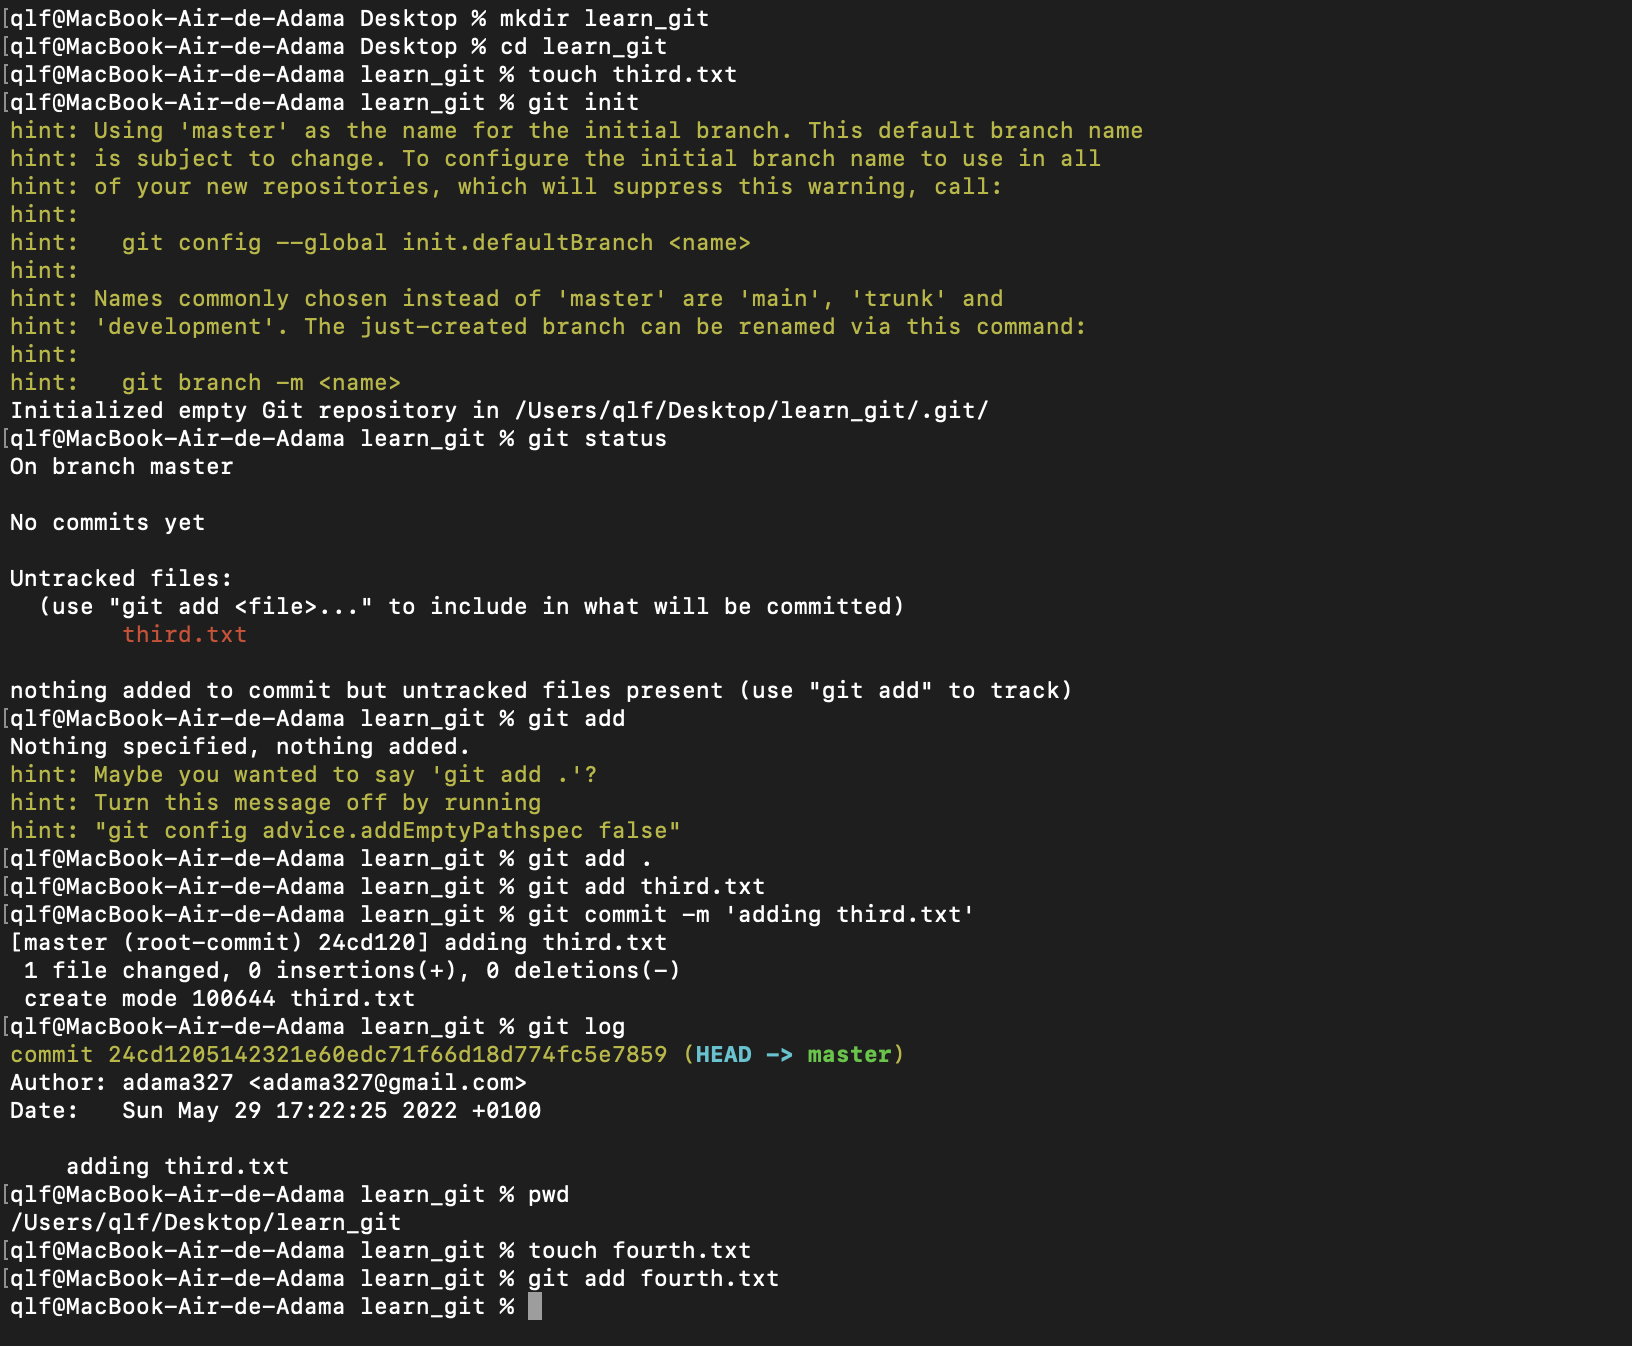 [qlf@MacBook-Air-de-Adama Desktop % mkdir learn_git
[qlf@MacBook-Air-de-Adama Desktop % cd learn_git
[qlf@MacBook-Air-de-Adama learn_git % touch third.txt
[qlf@MacBook-Air-de-Adama learn_git % git init
hint: Using 'master' as the name for the initial branch. This default branch name
hint: is subject to change. To configure the initial branch name to use in all
hint: of your new repositories, which will suppress this warning, call:
hint:
hint:   git config --global init.defaultBranch <name>
hint:
hint: Names commonly chosen instead of 'master' are 'main', 'trunk' and
hint: 'development'. The just-created branch can be renamed via this command:
hint:
hint:   git branch -m <name>
Initialized empty Git repository in /Users/qlf/Desktop/learn_git/.git/
[qlf@MacBook-Air-de-Adama learn_git % git status
On branch master

No commits yet

Untracked files:
  (use "git add <file>..." to include in what will be committed)
        third.txt

nothing added to commit but untracked files present (use "git add" to track)
[qlf@MacBook-Air-de-Adama learn_git % git add
Nothing specified, nothing added.
hint: Maybe you wanted to say 'git add .'?
hint: Turn this message off by running
hint: "git config advice.addEmptyPathspec false"
[qlf@MacBook-Air-de-Adama learn_git % git add .
[qlf@MacBook-Air-de-Adama learn_git % git add third.txt
[qlf@MacBook-Air-de-Adama learn_git % git commit -m 'adding third.txt'
[master (root-commit) 24cd120] adding third.txt
 1 file changed, 0 insertions(+), 0 deletions(-)
 create mode 100644 third.txt
[qlf@MacBook-Air-de-Adama learn_git % git log
commit 24cd1205142321e60edc71f66d18d774fc5e7859 (HEAD -> master)
Author: adama327 <adama327@gmail.com>
Date:   Sun May 29 17:22:25 2022 +0100

    adding third.txt
[qlf@MacBook-Air-de-Adama learn_git % pwd
/Users/qlf/Desktop/learn_git
[qlf@MacBook-Air-de-Adama learn_git % touch fourth.txt
[qlf@MacBook-Air-de-Adama learn_git % git add fourth.txt
qlf@MacBook-Air-de-Adama learn_git %